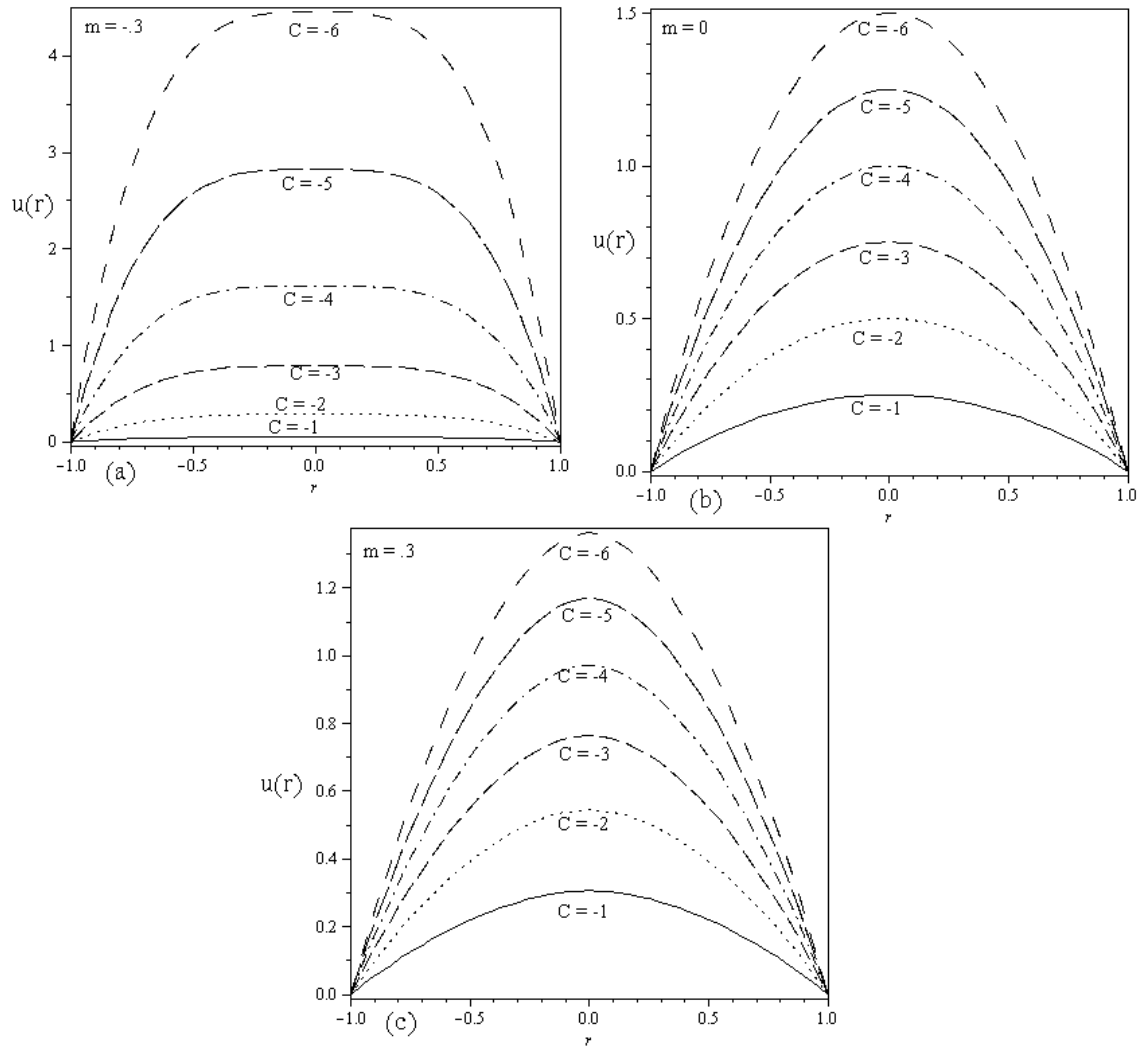 m = -.3
C = -6
C = -5
C = -4
C = -3
C = -2
C = -1
4
3
2
1
0
u(r)
−1.0
−0.5
0.0
0.5
1.0
(a)
r
m = 0
C = -6
C = -5
C = -4
C = -3
C = -2
C = -1
1.5
1.0
0.5
0.0
u(r)
−1.0
−0.5
0.0
0.5
1.0
(b)
r
m = .3
C = -6
C = -5
C = -4
C = -3
C = -2
C = -1
1.2
1.0
0.8
0.6
0.4
0.2
0.0
u(r)
−1.0
−0.5
0.0
0.5
1.0
(c)
r